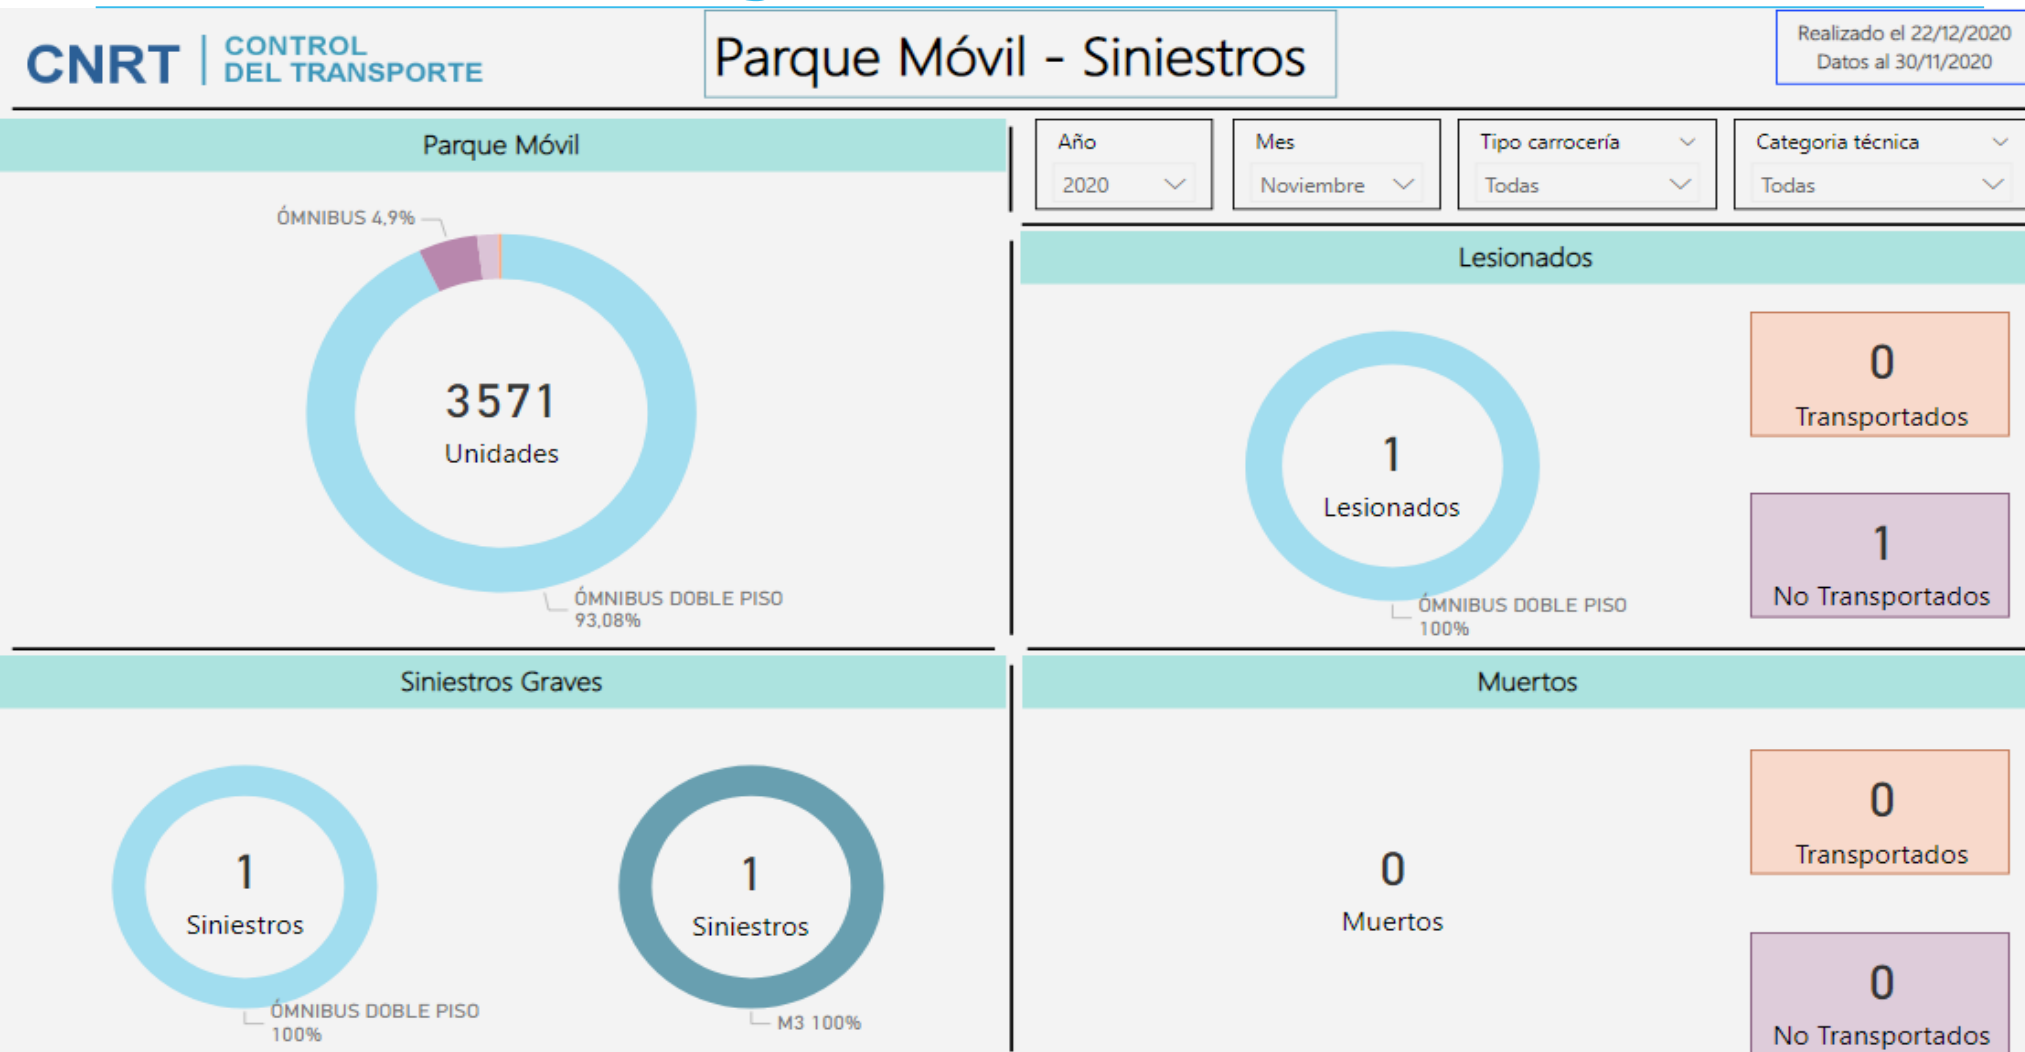 CNRT
CONTROL
DEL TRANSPORTE
Parque Móvil - Siniestros
Realizado el 22/12/2020
Datos al 30/11/2020
Parque Móvil
Año
2020
Mes
Noviembre
Tipo carrocería
Todas
Categoria técnica
Todas
ÓMNIBUS 4,9%
3571
Unidades
ÓMNIBUS DOBLE PISO
93,08%
Lesionados
1
Lesionados
ÓMNIBUS DOBLE PISO
100%
0
Transportados
1
No Transportados
Siniestros Graves
1
Siniestros
ÓMNIBUS DOBLE PISO
100%
1
Siniestros
M3 100%
Muertos
0
Muertos
0
Transportados
0
No Transportados